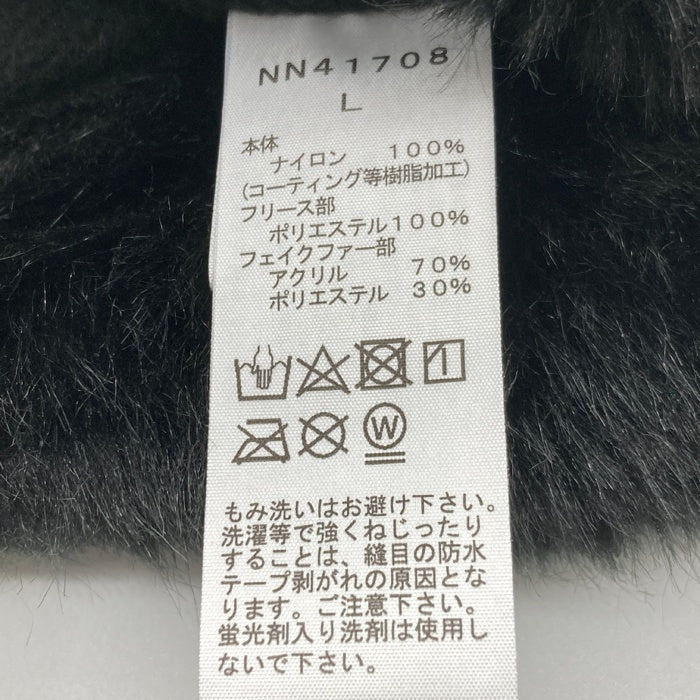 NN41708
L
本体
ナイロン 100%
(コーティング等樹脂加工)
フリース部
ポリエステル100%
フェイクファー部
アクリル 70%
ポリエステル 30%
W
もみ洗いはお避け下さい。
洗濯等で強くねじったり
することは、縫目の防水
テープ剥がれの原因とな
ります。ご注意下さい。
蛍光剤入り洗剤は使用し
ないで下さい。